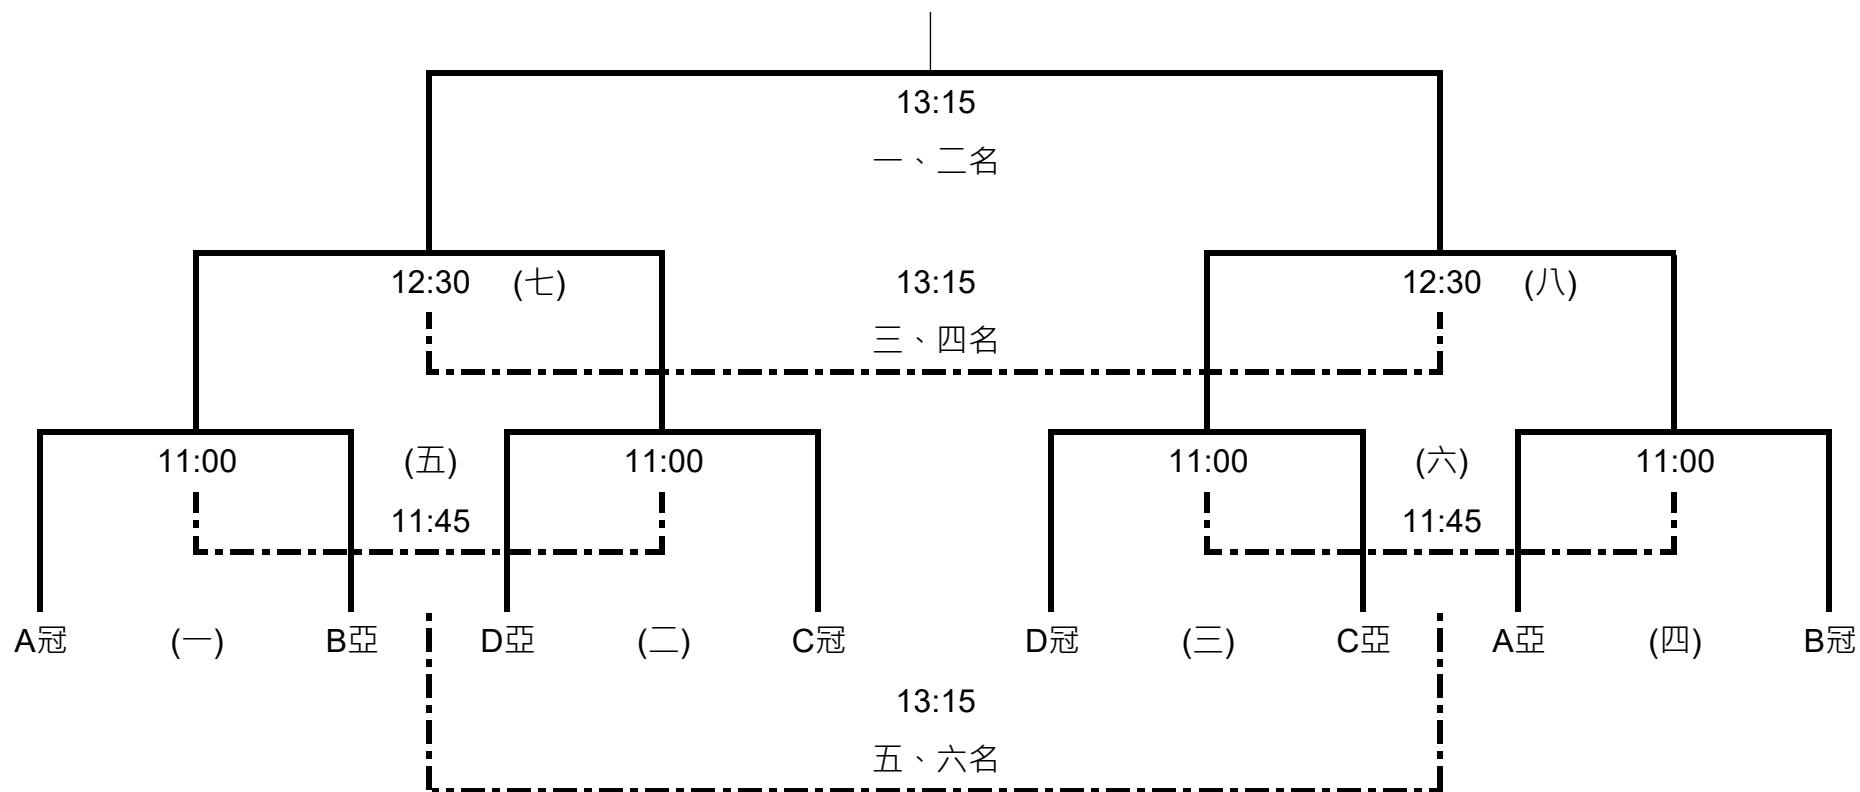 13:15
一、二名
12:30 (七) 13:15 12:30 (八)
三、四名
11:00 (五) 11:00 11:00 (六) 11:00
11:45 11:45
A冠 (一) B亞 D亞 (二) C冠 D冠 (三) C亞 A亞 (四) B冠
13:15
五、六名